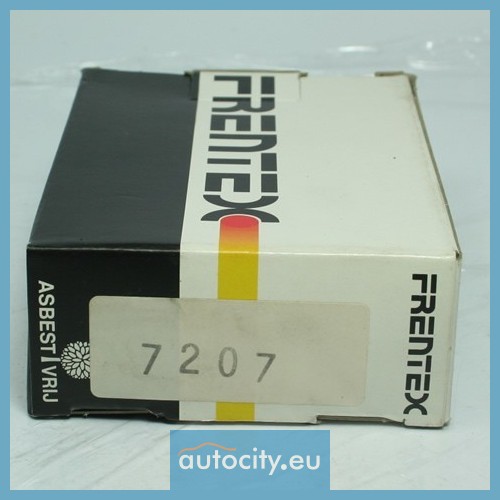 FRENTEX
FRENTEX
ASBEST VRIJ
7207
autocity.eu